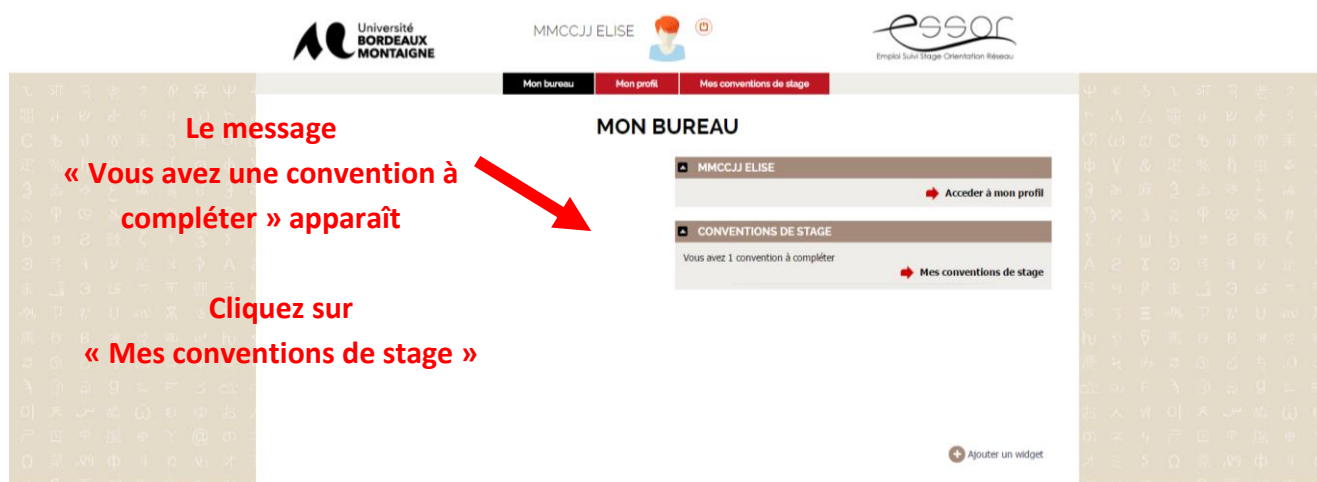 Université
BORDEAUX
MONTAIGNE
MMCCJJ ELISE
essor
Emploi Suivi Stage Orientation Réseau
Mon bureau
Mon profil
Mes conventions de stage
Le message
« Vous avez une convention à
compléter » apparaît
Cliquez sur
« Mes conventions de stage »
MON BUREAU
MMCCJJ ELISE
Acceder à mon profil
CONVENTIONS DE STAGE
Vous avez 1 convention à compléter
Mes conventions de stage
Ajouter un widget